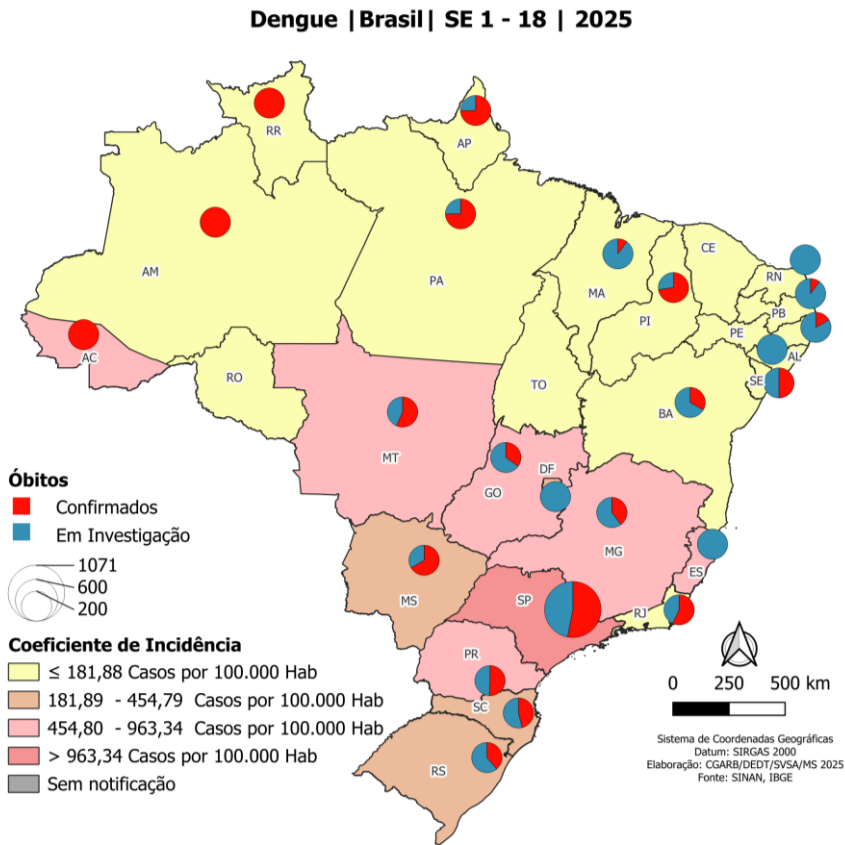 Dengue |Brasil| SE 1 - 18 | 2025
RR
AP
AM
PA
MA
CE
RN
PI
PB
PE
AC
AL
RO
TO
SE
BA
MT
DF
GO
MG
ES
MS
SP
RJ
PR
SC
RS
Óbitos
Confirmados
Em Investigação
1071
600
200
Coeficiente de Incidência
≤ 181,88 Casos por 100.000 Hab
181,89 - 454,79 Casos por 100.000 Hab
454,80 - 963,34 Casos por 100.000 Hab
> 963,34 Casos por 100.000 Hab
Sem notificação
0 250 500 km
Sistema de Coordenadas Geográficas
Datum: SIRGAS 2000
Elaboração: CGARB/DEDT/SVSA/MS 2025
Fonte: SINAN, IBGE